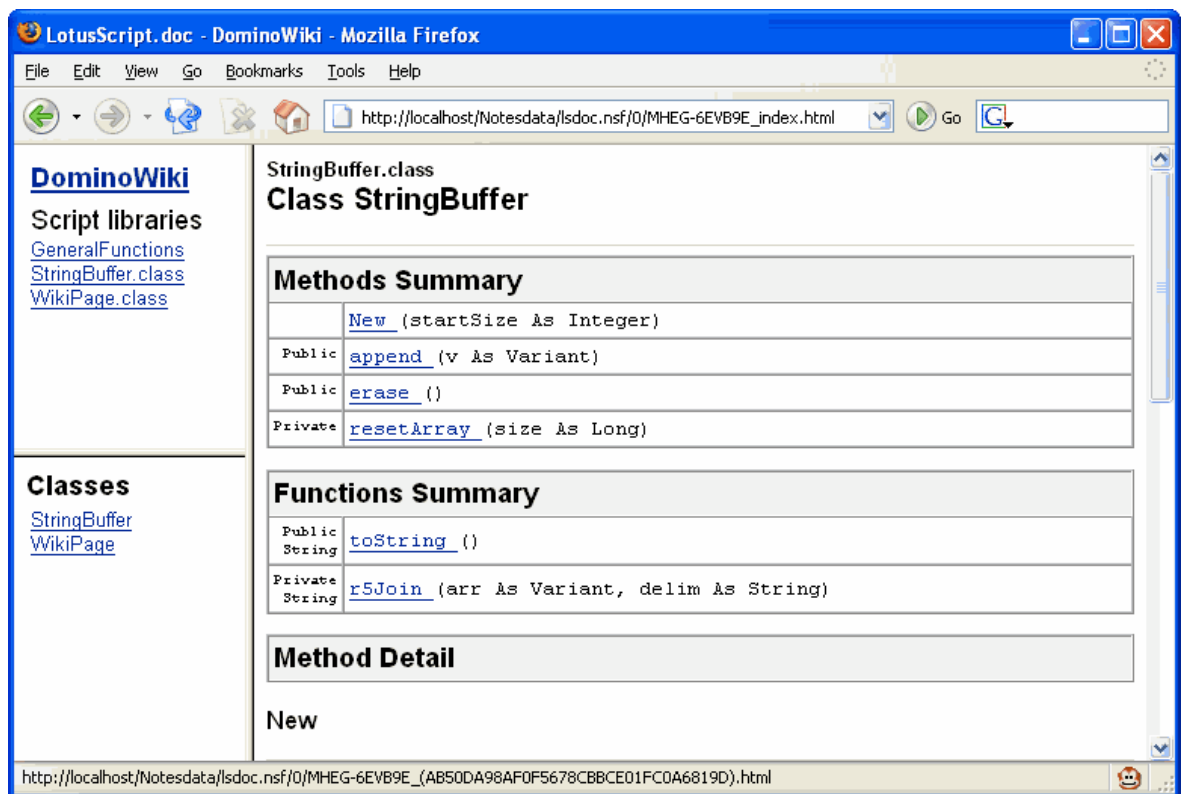 LotusScript.doc - DominoWiki - Mozilla Firefox
File Edit View Go Bookmarks Tools Help
http://localhost/Notesdata/lsdoc.nsf/0/MHEG-6EVB9E_index.html Go G
DominoWiki
Script libraries
GeneralFunctions
StringBuffer.class
WikiPage.class
Classes
StringBuffer
WikiPage
StringBuffer.class
Class StringBuffer
Methods Summary
New (startSize As Integer)
Public append (v As Variant)
Public erase ()
Private resetArray (size As Long)
Functions Summary
Public String toString ()
Private String r5Join (arr As Variant, delim As String)
Method Detail
New
http://localhost/Notesdata/lsdoc.nsf/0/MHEG-6EVB9E_(AB50DA98AF0F5678CBBCE01FC0A6819D).html